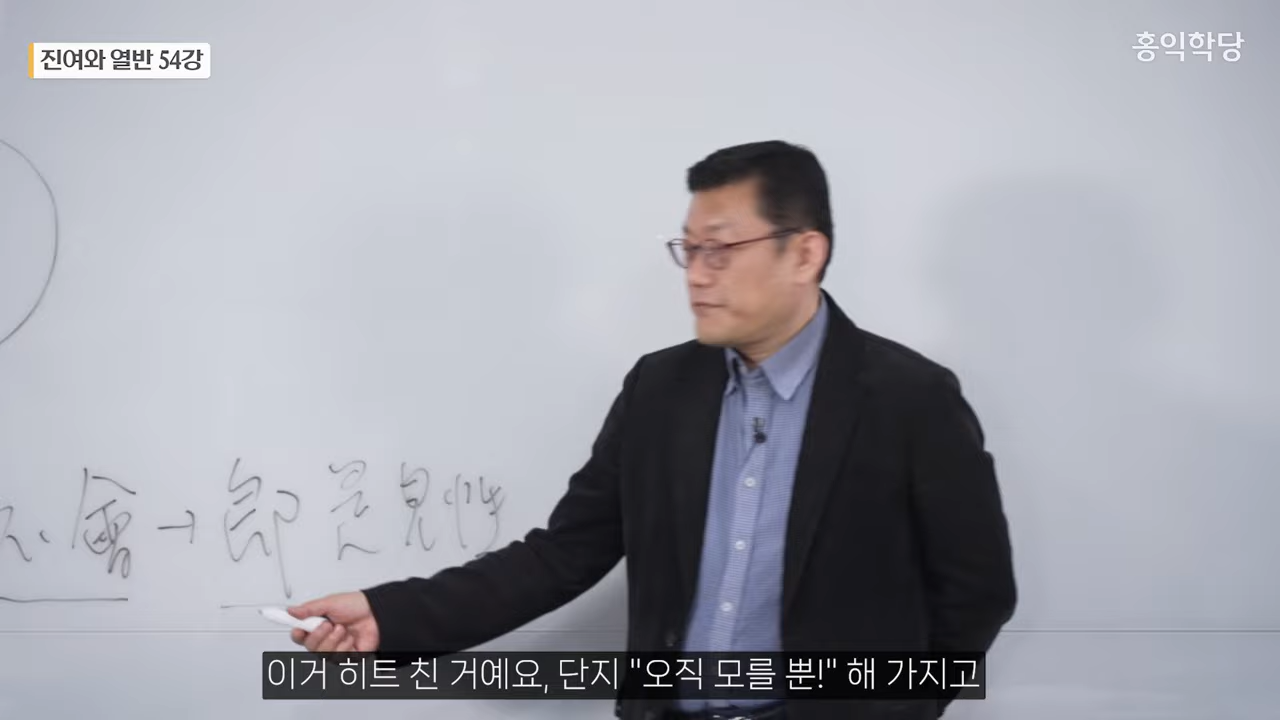 진여와 열반 54강
홍익학당
不會→即是見性
이거 히트 친 거예요, 단지 "오직 모를 뿐!" 해 가지고